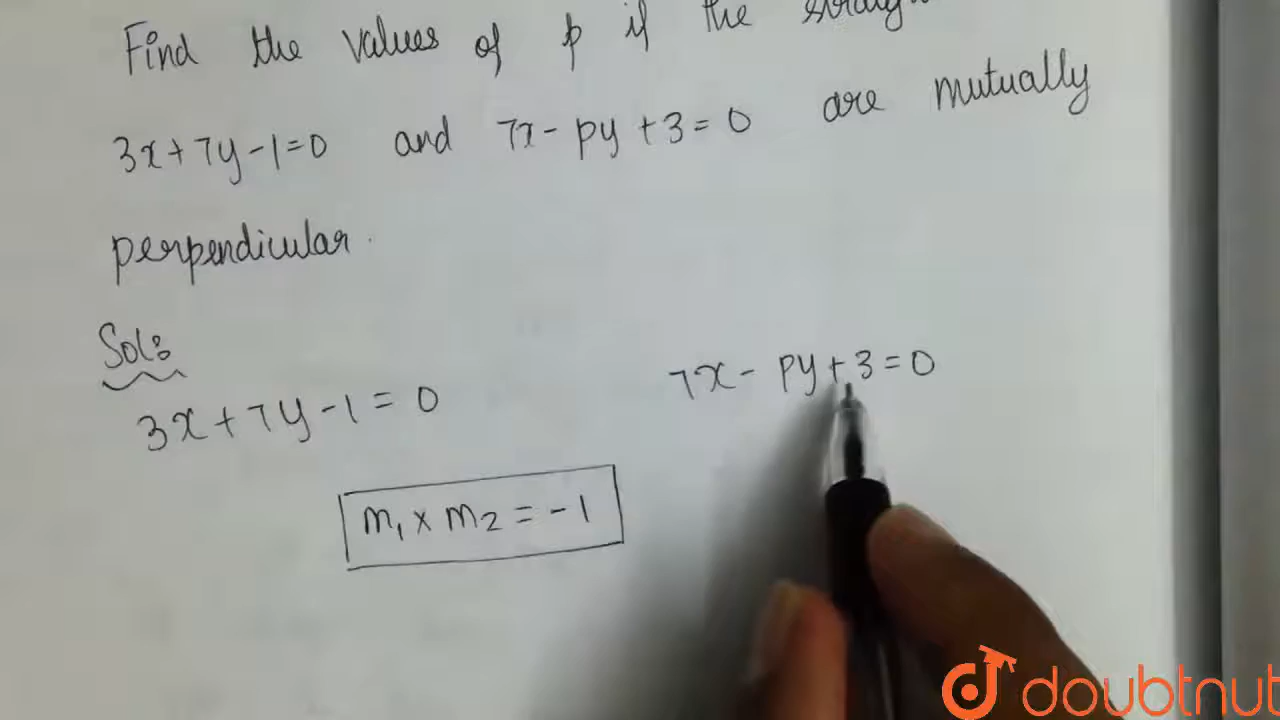 Find the values of p if the
3x + 7y - 1 = 0 and 7x - py + 3 = 0 are mutually
perpendicular.
Sol:
3x + 7y - 1 = 0
7x - py + 3 = 0
m₁ x m₂ = -1
doubtnut